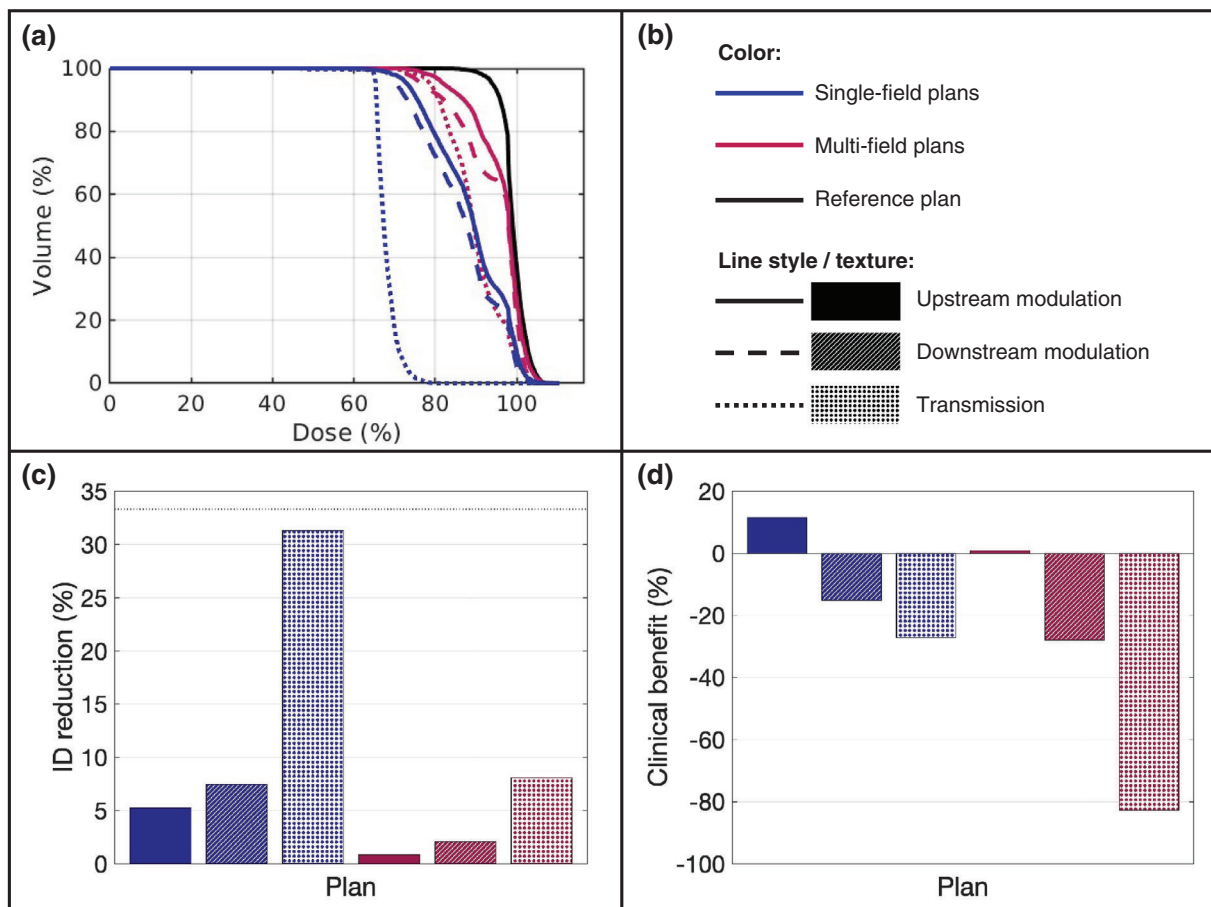 (a)
100
80
60
40
20
0
Volume (%)
0 20 40 60 80 100
Dose (%)
(b)
Color:
Single-field plans
Multi-field plans
Reference plan
Line style / texture:
Upstream modulation
Downstream modulation
Transmission
(c)
35
30
25
20
15
10
5
0
ID reduction (%)
Plan
(d)
20
0
-20
-40
-60
-80
-100
Clinical benefit (%)
Plan